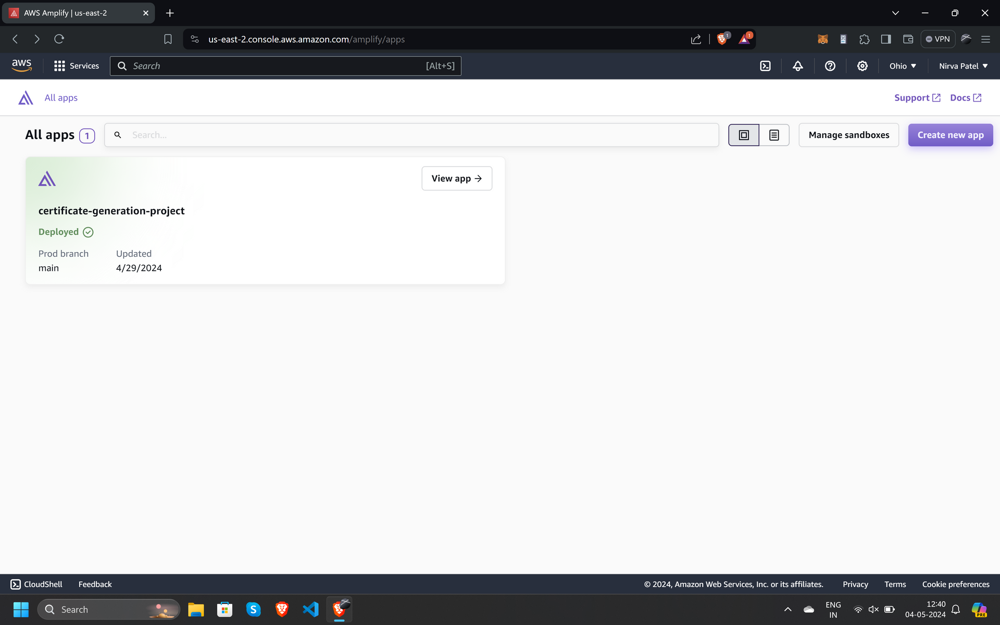 AWS Amplify | us-east-2
us-east-2.console.aws.amazon.com/amplify/apps
1
1
VPN
aws
Services
Search
[Alt+S]
Ohio
Nirva Patel
All apps
Support
Docs
All apps
1
Search...
Manage sandboxes
Create new app
View app
certificate-generation-project
Deployed
Prod branch
Updated
main
4/29/2024
CloudShell
Feedback
© 2024, Amazon Web Services, Inc. or its affiliates.
Privacy
Terms
Cookie preferences
Search
S
ENG
IN
12:40
04-05-2024
PRE